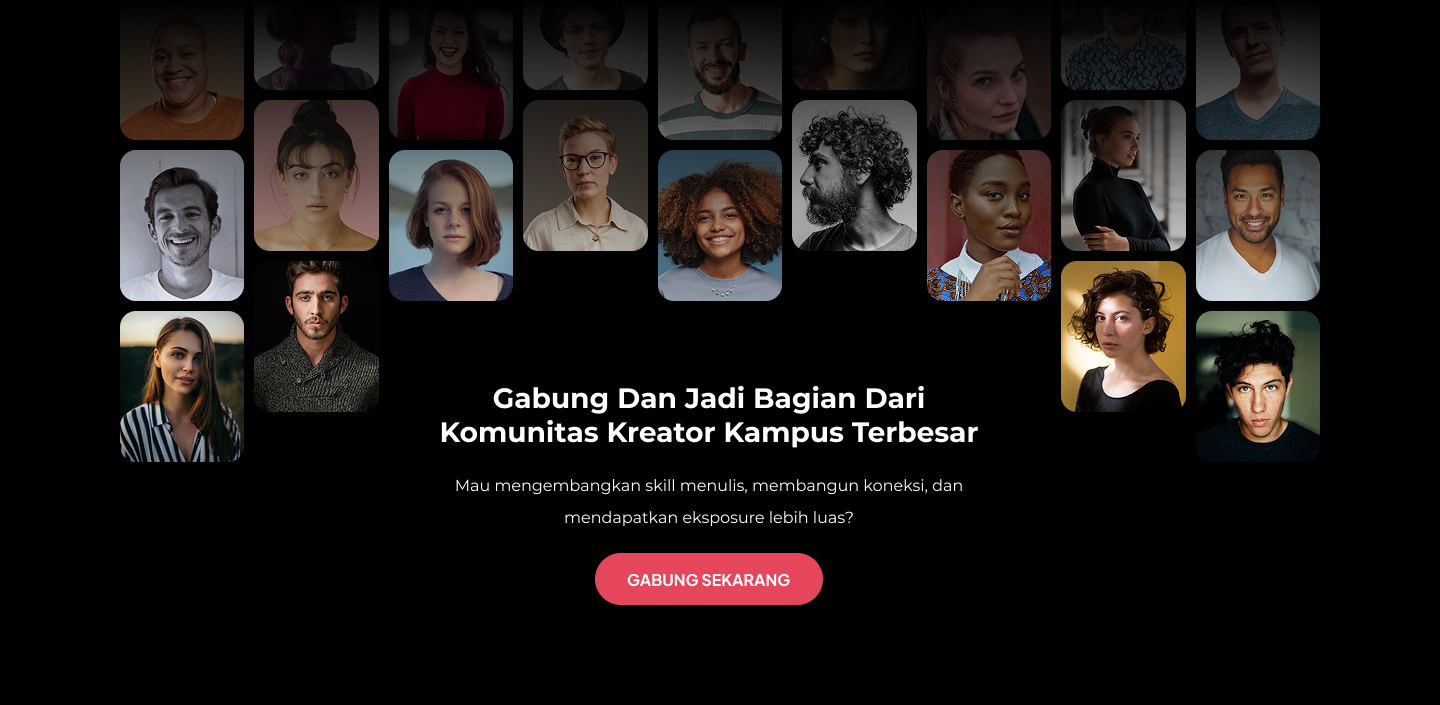 Gabung Dan Jadi Bagian Dari
Komunitas Kreator Kampus Terbesar
Mau mengembangkan skill menulis, membangun koneksi, dan
mendapatkan eksposure lebih luas?
GABUNG SEKARANG